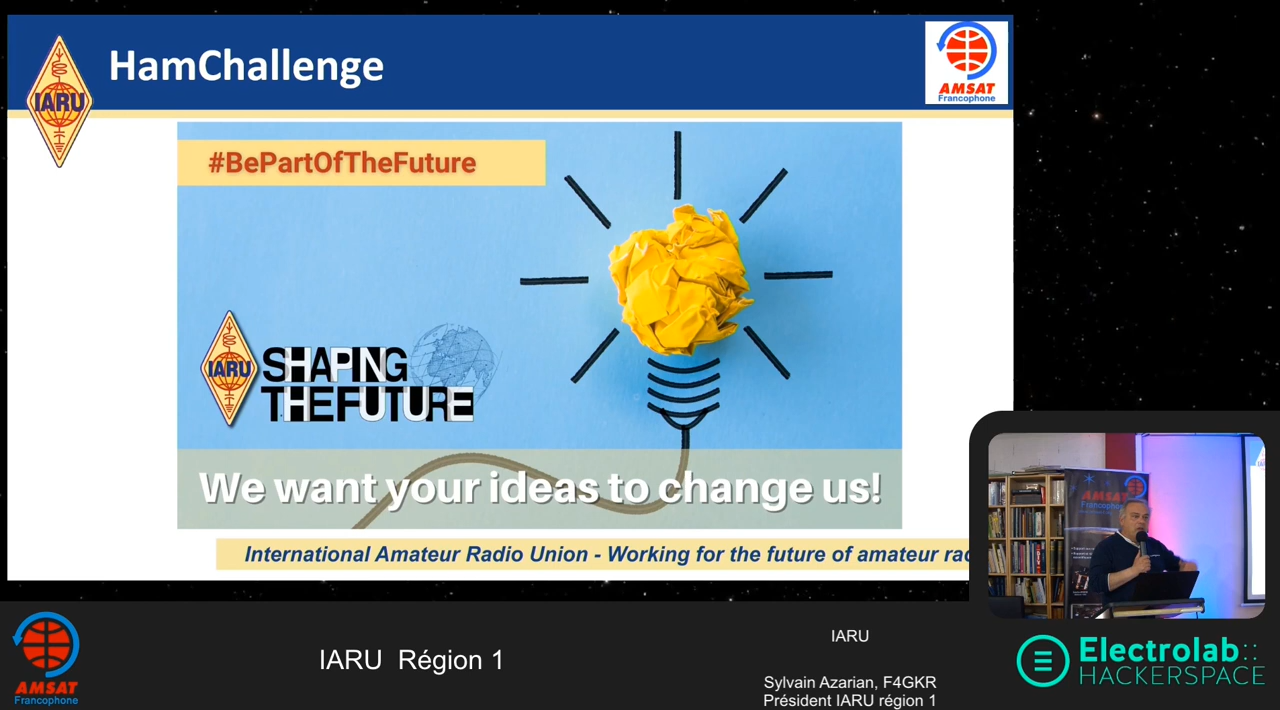 HamChallenge
IARU
AMSAT
Francophone
#BePartOfTheFuture
IARU
SHAPING
THEFUTURE
We want your ideas to change us!
International Amateur Radio Union - Working for the future of amateur
AMSAT
Francophone
AMSAT
Francophone
IARU Région 1
IARU
Sylvain Azarian, F4GKR
Président IARU région 1
Electrolab::
HACKERSPACE